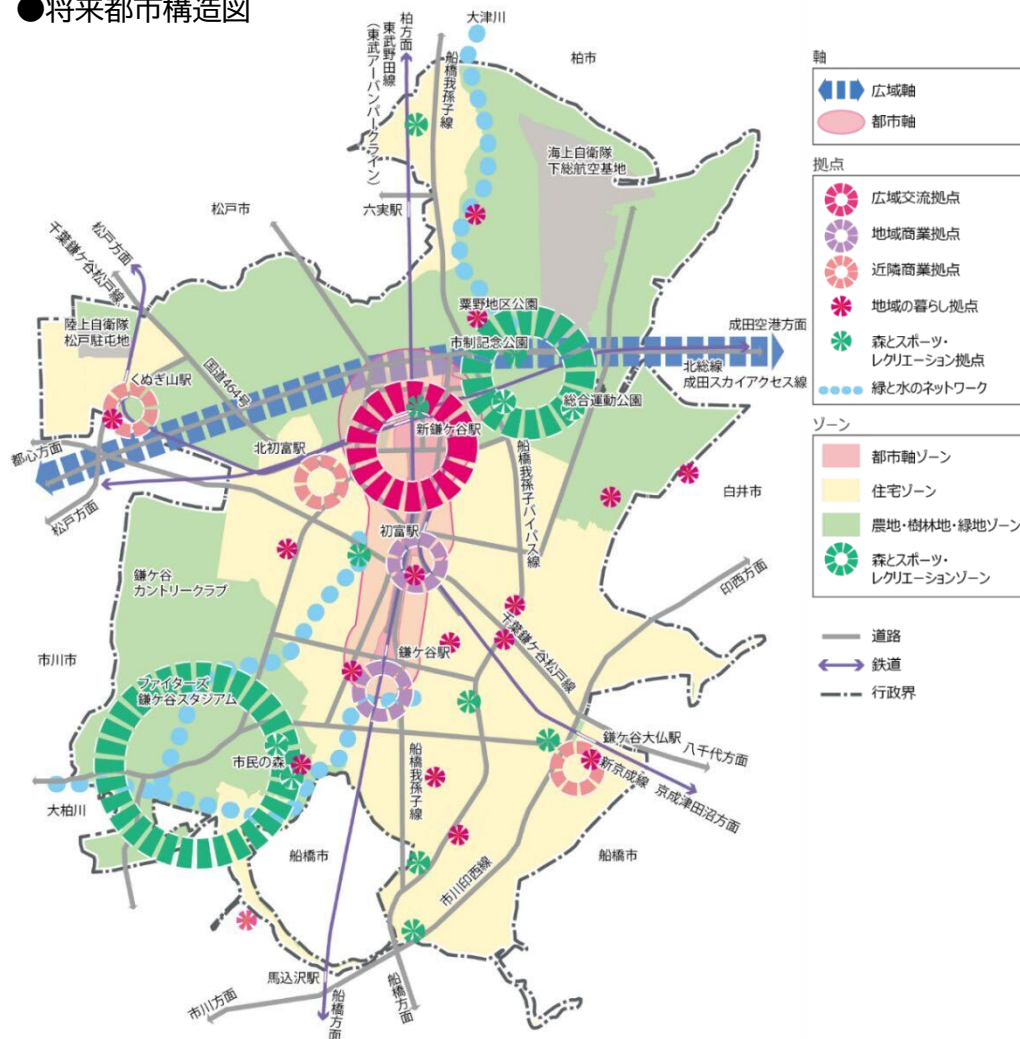 ●将来都市構造図
柏方面
東武野田線
(東武アーバンパークライン)
船橋我孫子線
大津川
柏市
海上自衛隊
下総航空基地
松戸市
六実駅
松戸方面
千葉鎌ケ谷松戸線
陸上自衛隊
松戸駐屯地
くぬぎ山駅
国道464号
粟野地区公園
市制記念公園
成田空港方面
北総線
成田スカイアクセス線
総合運動公園
新鎌ケ谷駅
北初富駅
都心方面
松戸方面
船橋我孫子バイパス線
白井市
初富駅
印西方面
鎌ケ谷
カントリークラブ
千葉鎌ケ谷松戸線
市川市
鎌ケ谷駅
ファイターズ
鎌ケ谷スタジアム
鎌ケ谷大仏駅
八千代方面
新京成線
京成津田沼方面
市民の森
船橋我孫子線
大柏川
船橋市
船橋市
市川印西線
馬込沢駅
市川方面
船橋方面
船橋方面
軸
広域軸
都市軸
拠点
広域交流拠点
地域商業拠点
近隣商業拠点
地域の暮らし拠点
森とスポーツ・
レクリエーション拠点
緑と水のネットワーク
ゾーン
都市軸ゾーン
住宅ゾーン
農地・樹林地・緑地ゾーン
森とスポーツ・
レクリエーションゾーン
道路
鉄道
行政界